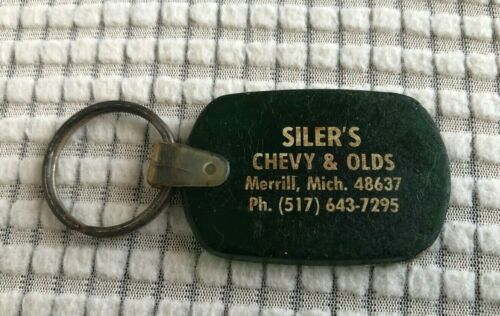 SILER'S
CHEVY & OLDS
Merrill, Mich. 48637
Ph. (517) 643-7295